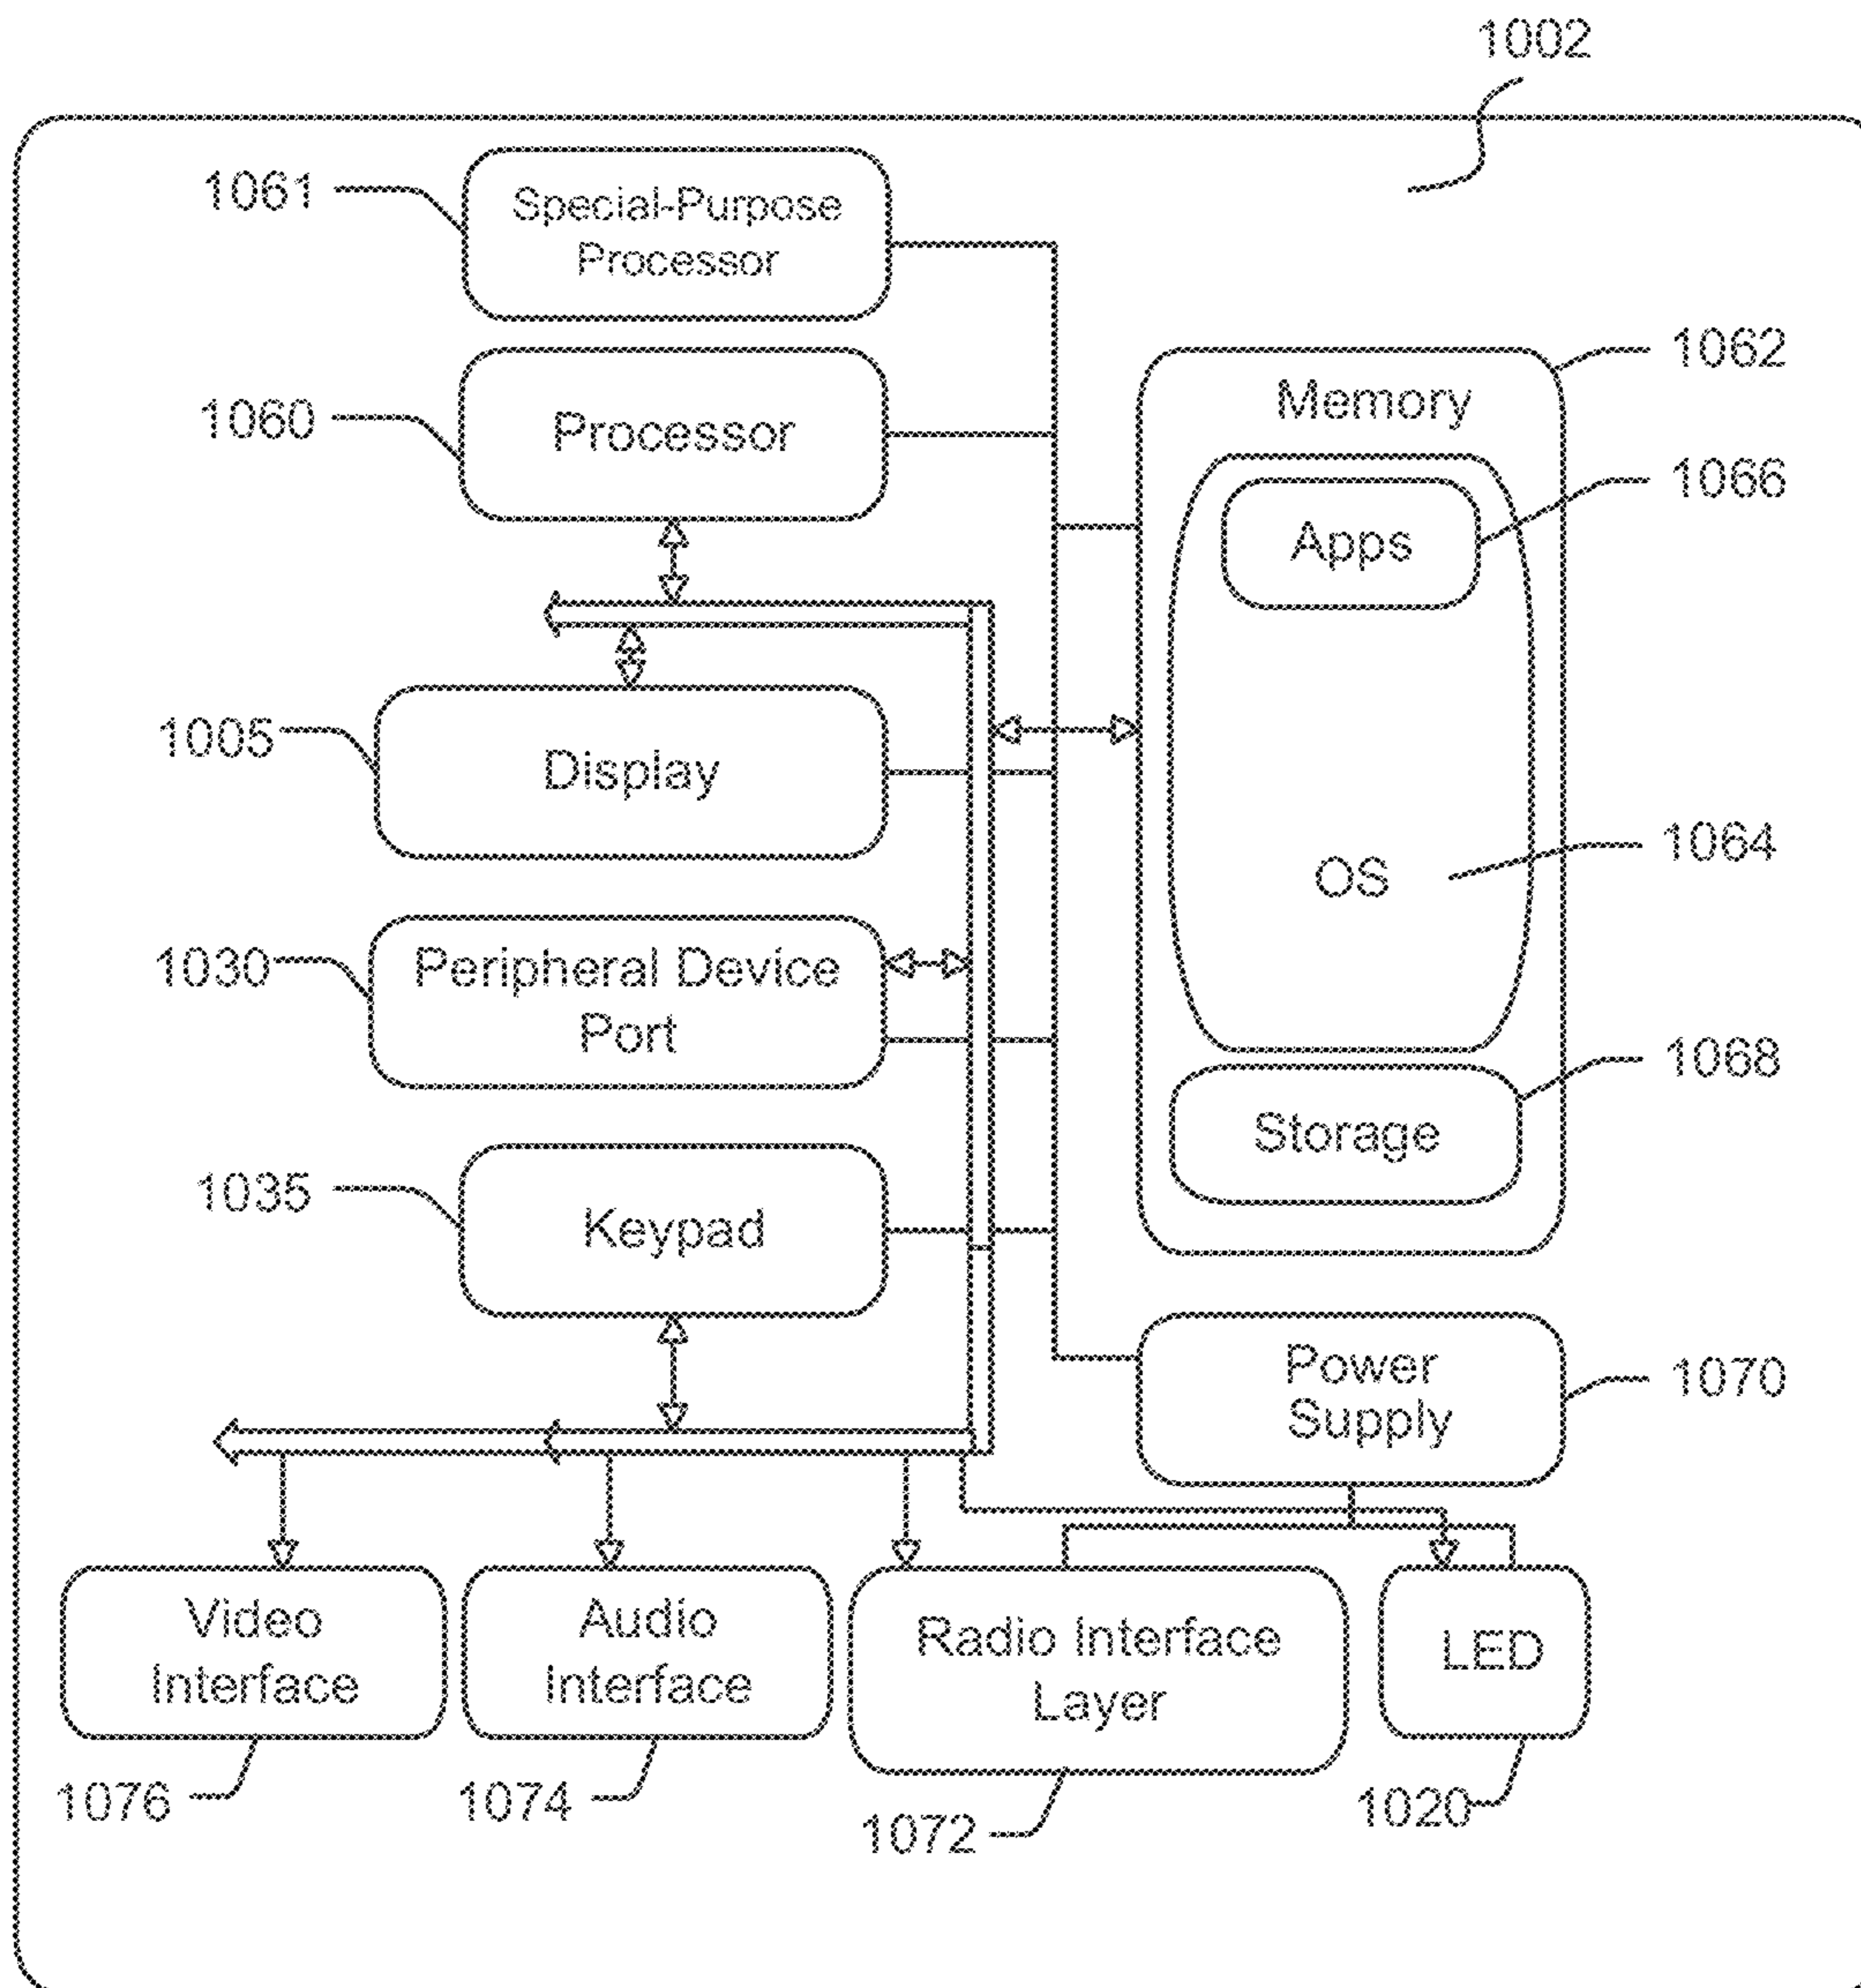 1002
1061
Special-Purpose
Processor
1060
Processor
1062
Memory
1066
Apps
1005
Display
1064
OS
1030
Peripheral Device
Port
1068
Storage
1035
Keypad
Power
Supply
1070
Video
Interface
Audio
Interface
Radio Interface
Layer
LED
1076
1074
1072
1020